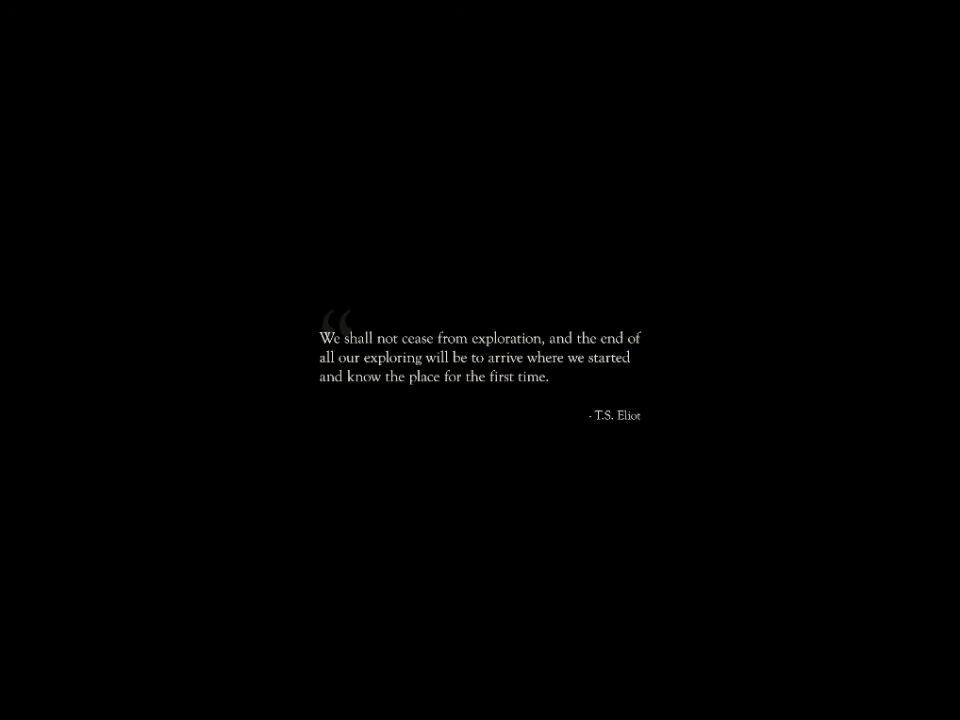 “
We shall not cease from exploration, and the end of
all our exploring will be to arrive where we started
and know the place for the first time.
- T.S. Eliot